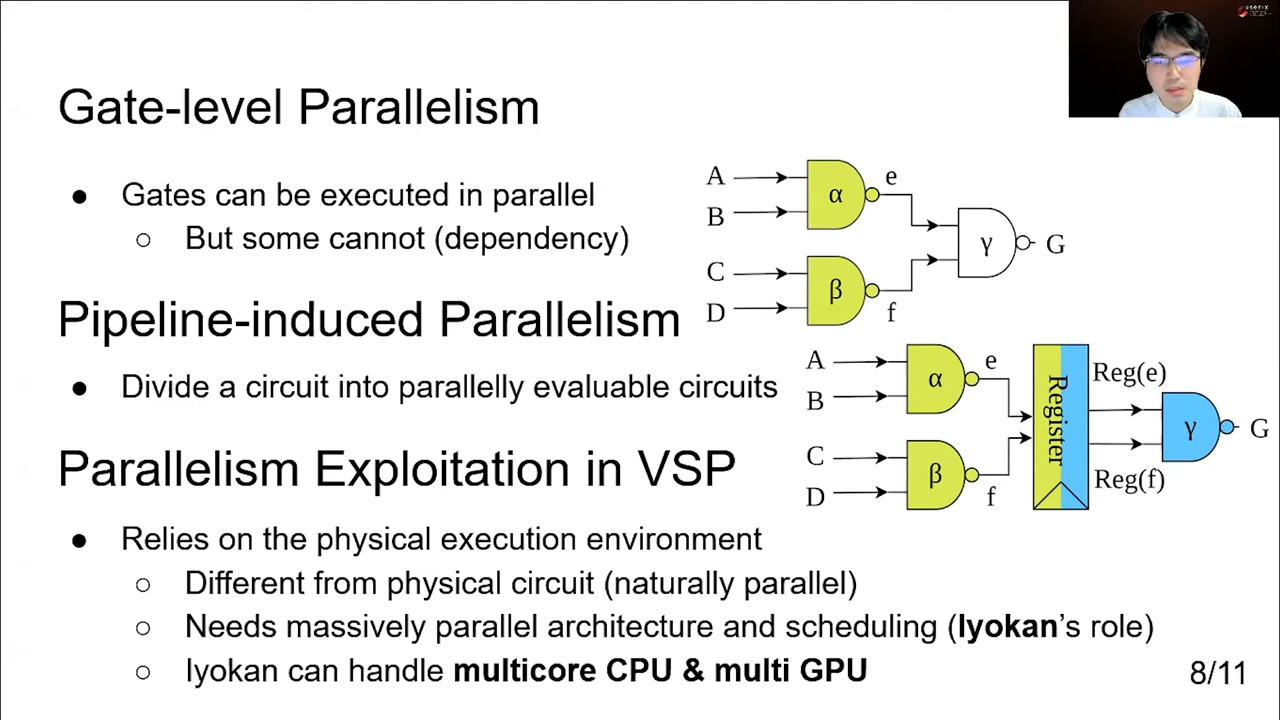 usenix
Gate-level Parallelism
● Gates can be executed in parallel
○ But some cannot (dependency)
A
B
C
D
α
β
e
f
γ
G
Pipeline-induced Parallelism
● Divide a circuit into parallelly evaluable circuits
A
B
C
D
α
β
e
f
Register
Reg(e)
Reg(f)
γ
G
Parallelism Exploitation in VSP
● Relies on the physical execution environment
○ Different from physical circuit (naturally parallel)
○ Needs massively parallel architecture and scheduling (Iyokan's role)
○ Iyokan can handle multicore CPU & multi GPU
8/11